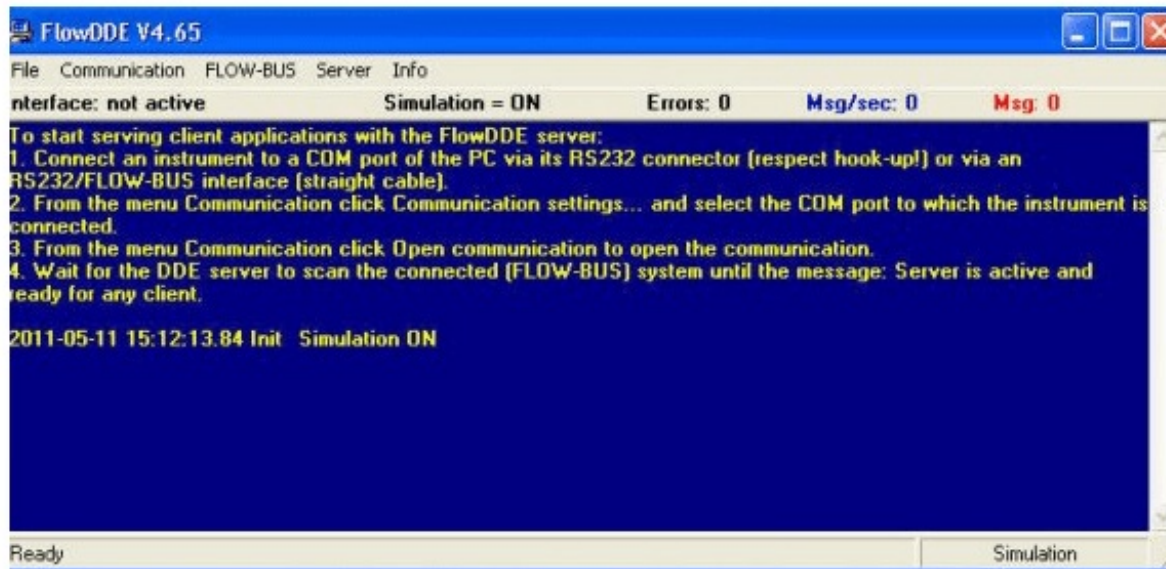 FlowDDE V4.65
File Communication FLOW-BUS Server Info
nterface: not active Simulation = ON Errors: 0 Msg/sec: 0 Msg: 0
To start serving client applications with the FlowDDE server:
1. Connect an instrument to a COM port of the PC via its RS232 connector (respect hook-up!) or via an
RS232/FLOW-BUS interface (straight cable).
2. From the menu Communication click Communication settings... and select the COM port to which the instrument is
connected.
3. From the menu Communication click Open communication to open the communication.
4. Wait for the DDE server to scan the connected (FLOW-BUS) system until the message: Server is active and
ready for any client.
2011-05-11 15:12:13.84 Init Simulation ON
Ready Simulation